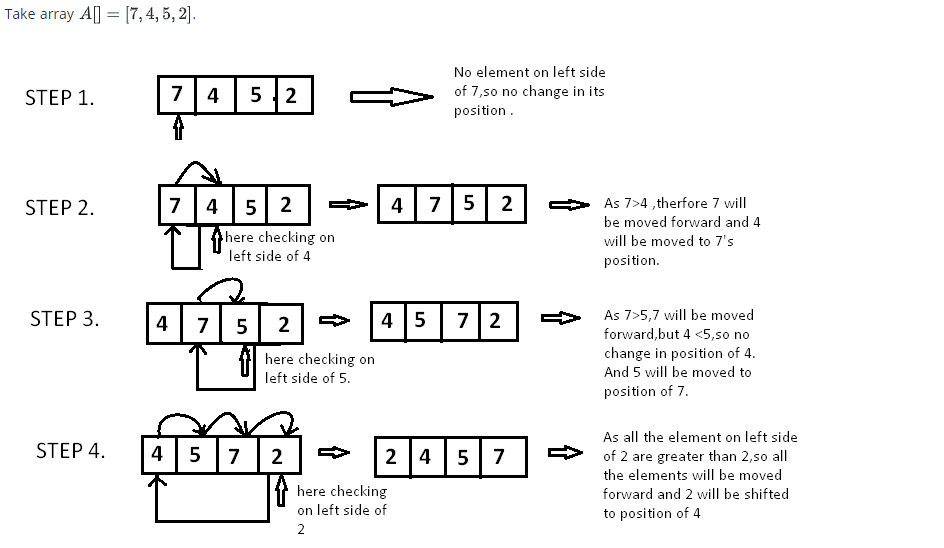 Take array A[] = [7, 4, 5, 2].
STEP 1.
7 4 5 2
No element on left side
of 7,so no change in its
position .
STEP 2.
7 4 5 2
here checking on
left side of 4
4 7 5 2
As 7>4 ,therfore 7 will
be moved forward and 4
will be moved to 7's
position.
STEP 3.
4 7 5 2
here checking on
left side of 5.
4 5 7 2
As 7>5,7 will be moved
forward,but 4 <5,so no
change in position of 4.
And 5 will be moved to
position of 7.
STEP 4.
4 5 7 2
here checking
on left side of
2
2 4 5 7
As all the element on left side
of 2 are greater than 2,so all
the elements will be moved
forward and 2 will be shifted
to position of 4